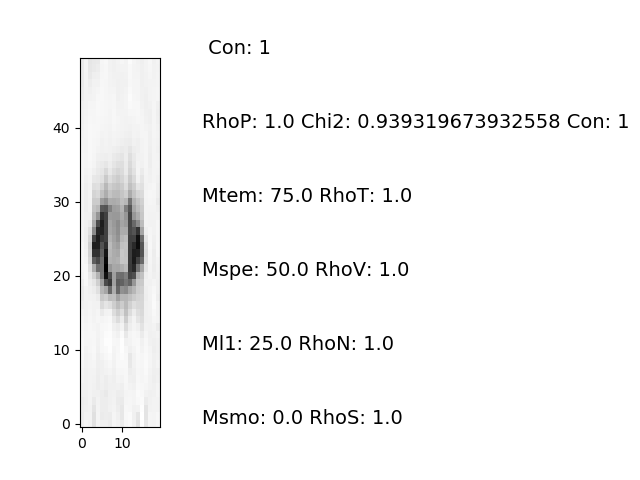 Con: 1
RhoP: 1.0 Chi2: 0.939319673932558 Con: 1
Mtem: 75.0 RhoT: 1.0
Mspe: 50.0 RhoV: 1.0
Ml1: 25.0 RhoN: 1.0
Msmo: 0.0 RhoS: 1.0
40
30
20
10
0
0 10